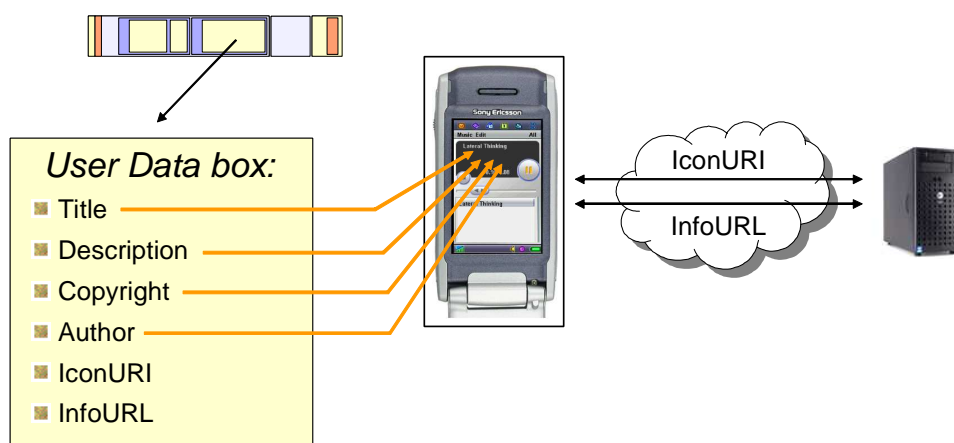 User Data box:
Title
Description
Copyright
Author
IconURI
InfoURL
Sony Ericsson
Music Edit All
Lateral Thinking
Lateral Thinking
IconURI
InfoURL